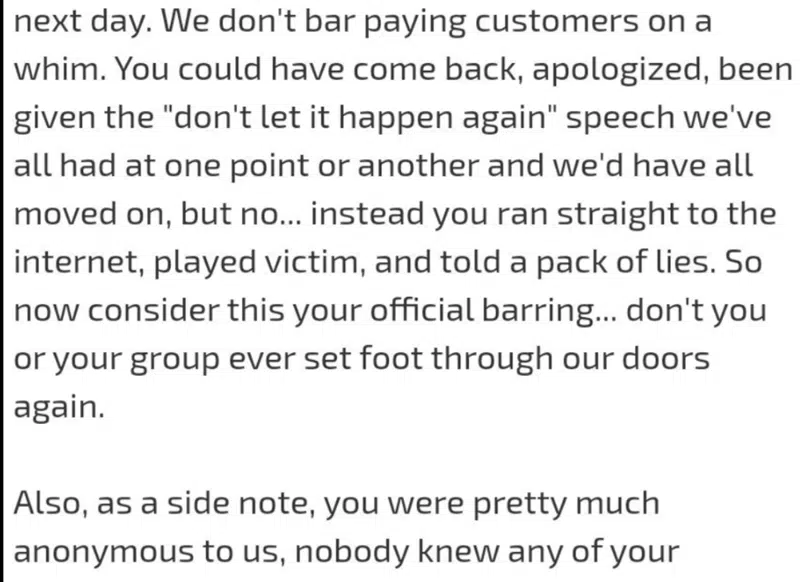 next day. We don't bar paying customers on a
whim. You could have come back, apologized, been
given the "don't let it happen again" speech we've
all had at one point or another and we'd have all
moved on, but no... instead you ran straight to the
internet, played victim, and told a pack of lies. So
now consider this your official barring... don't you
or your group ever set foot through our doors
again.
Also, as a side note, you were pretty much
anonymous to us, nobody knew any of your